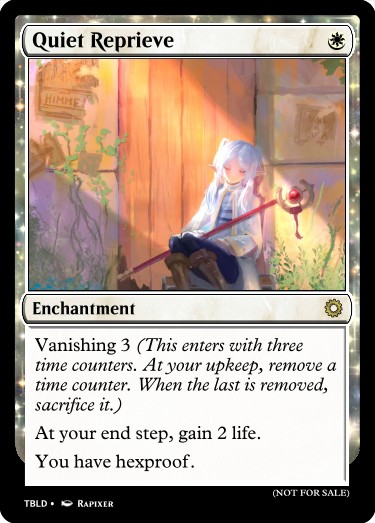 Quiet Reprieve
HIMME
Enchantment
Vanishing 3 (This enters with three
time counters. At your upkeep, remove a
time counter. When the last is removed,
sacrifice it.)
At your end step, gain 2 life.
You have hexproof.
(NOT FOR SALE)
TBLD • Rapixer